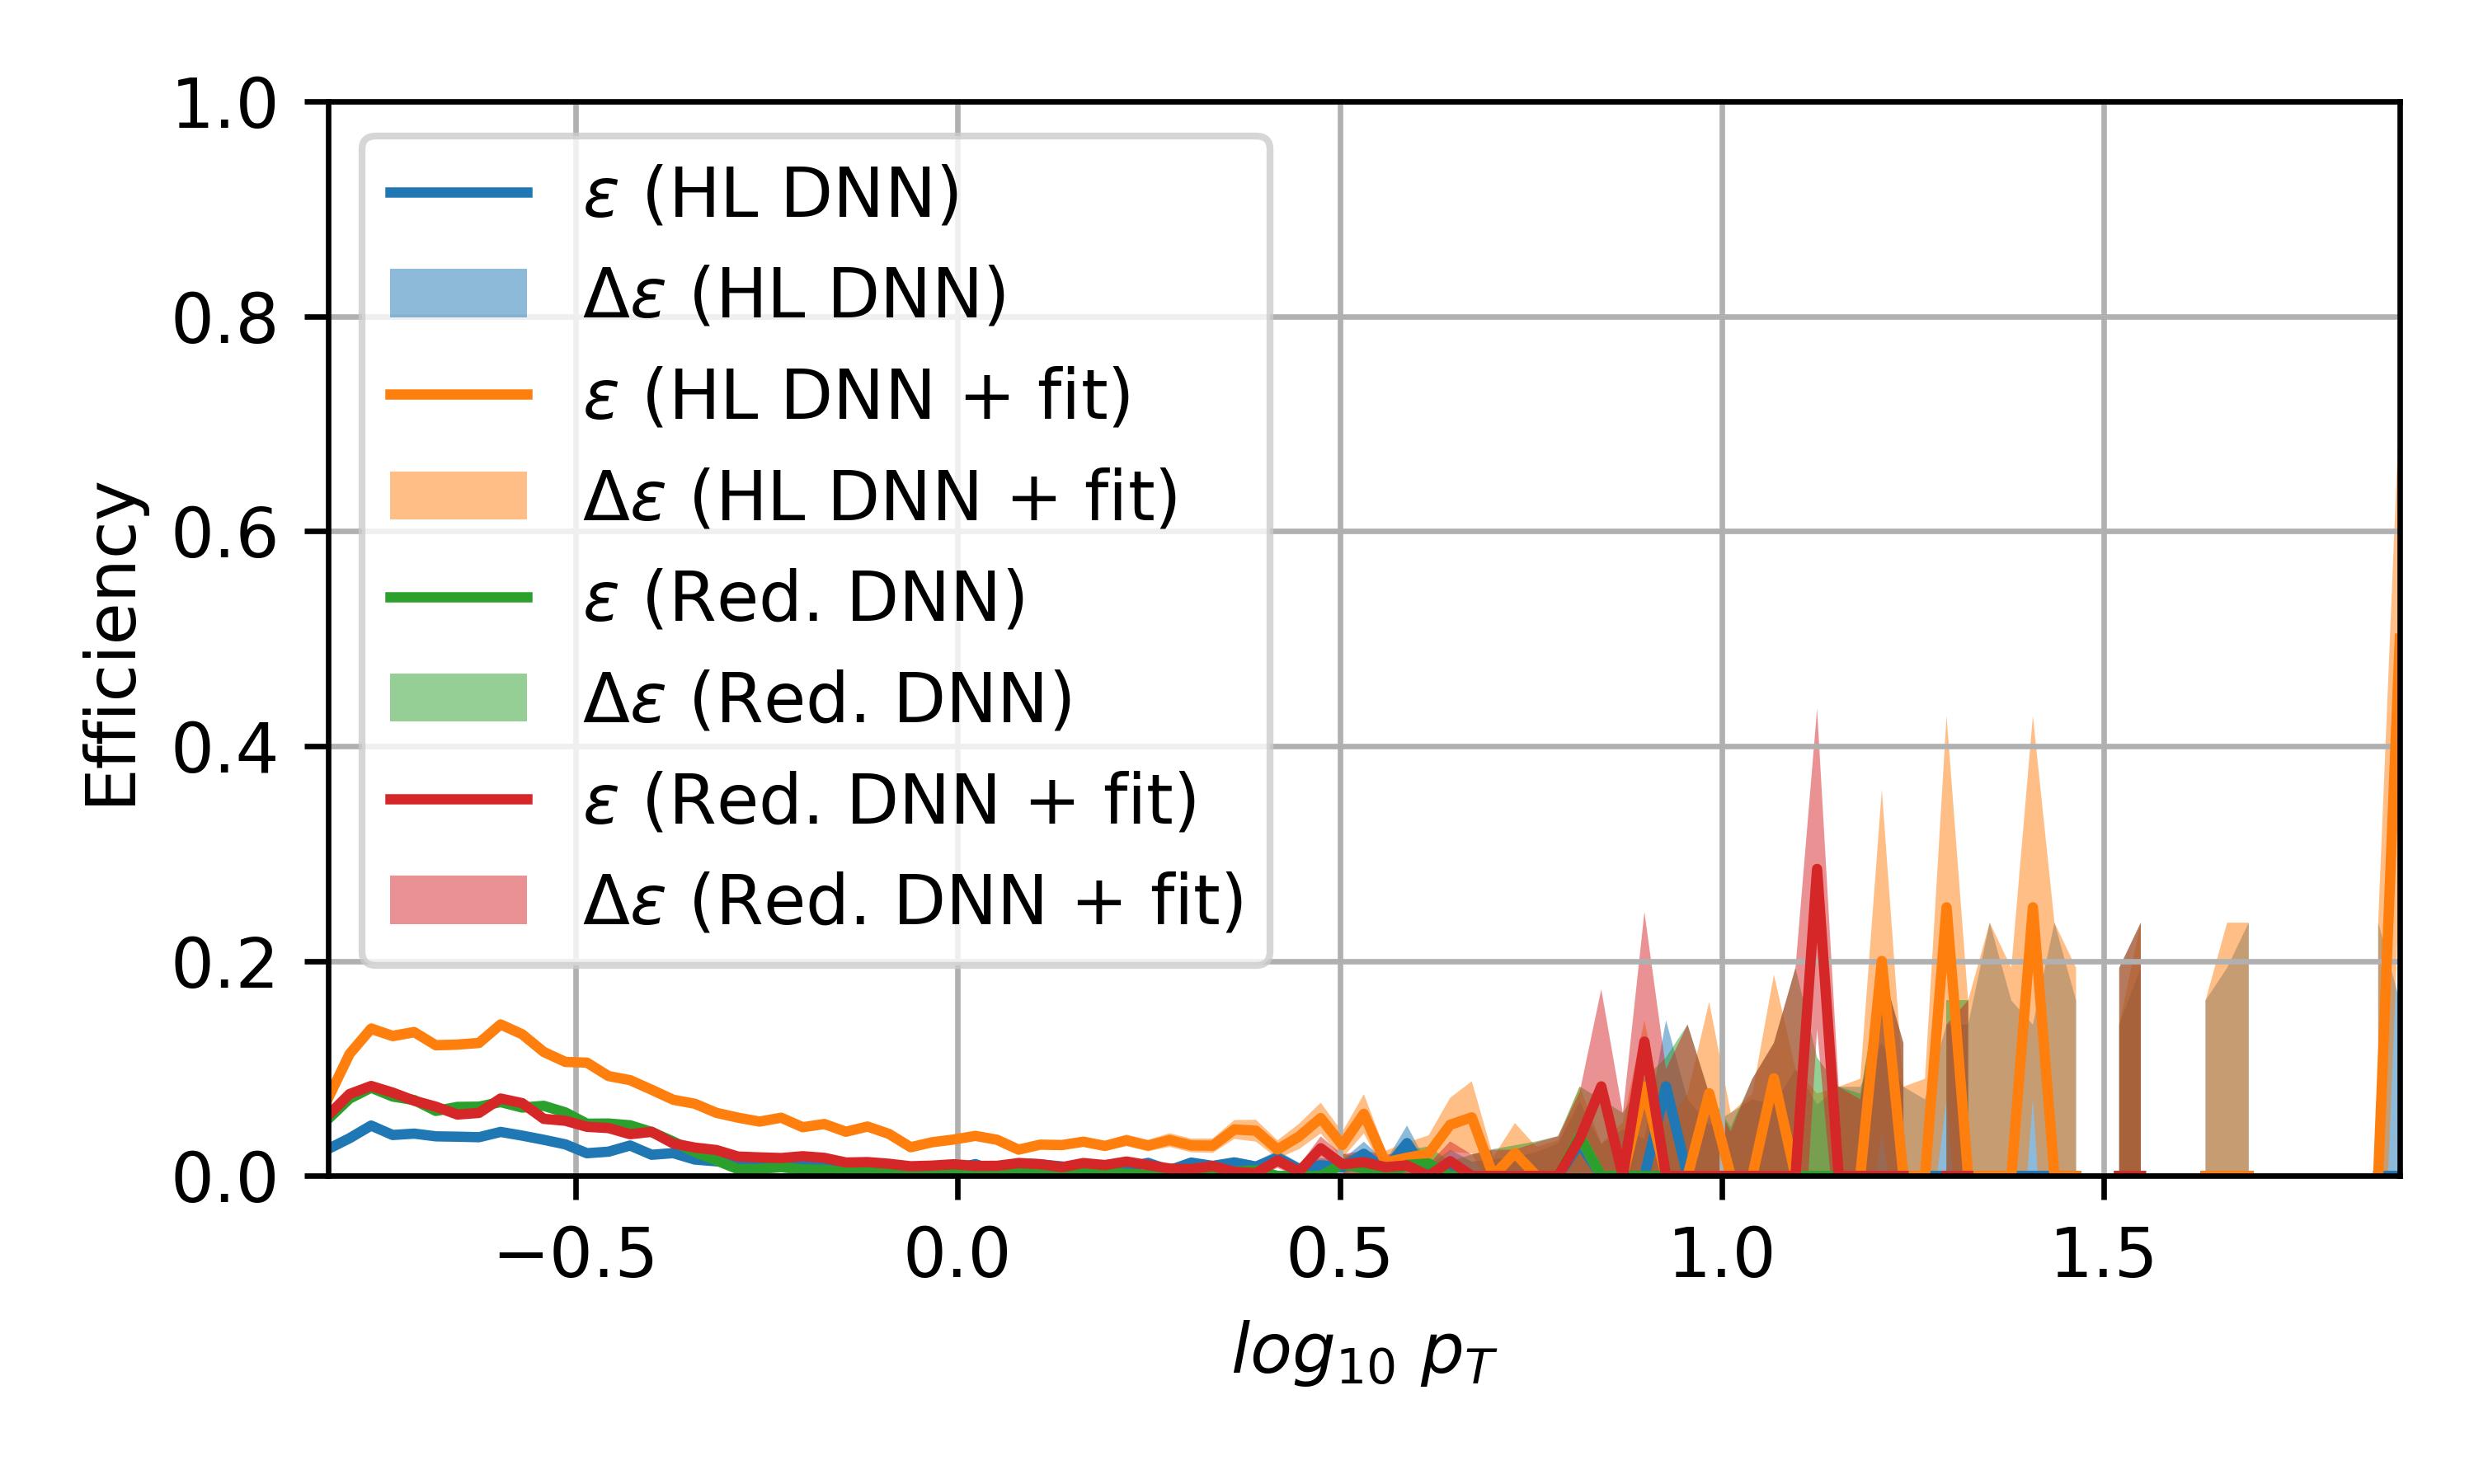 1.0
0.8
0.6
0.4
0.2
0.0
Efficiency
ε (HL DNN)
Δε (HL DNN)
ε (HL DNN + fit)
Δε (HL DNN + fit)
ε (Red. DNN)
Δε (Red. DNN)
ε (Red. DNN + fit)
Δε (Red. DNN + fit)
−0.5 0.0 0.5 1.0 1.5
log₁₀ p_T